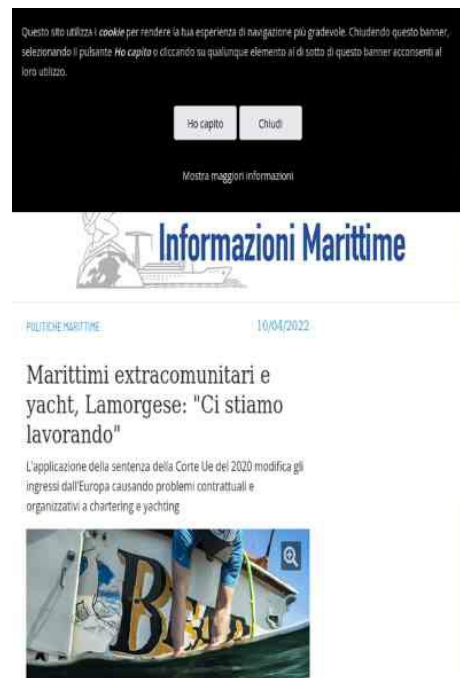 Questo sito utilizza i cookie per rendere la tua esperienza di navigazione più gradevole. Chiudendo questo banner,
selezionando il pulsante Ho capito o cliccando su qualunque elemento al di sotto di questo banner acconsenti al
loro utilizzo.
Ho capito Chiudi
Mostra maggiori informazioni
Informazioni Marittime
POLITICHE MARITTIME 10/04/2022
Marittimi extracomunitari e
yacht, Lamorgese: "Ci stiamo
lavorando"
L'applicazione della sentenza della Corte Ue del 2020 modifica gli
ingressi dall'Europa causando problemi contrattuali e
organizzativi a chartering e yachting